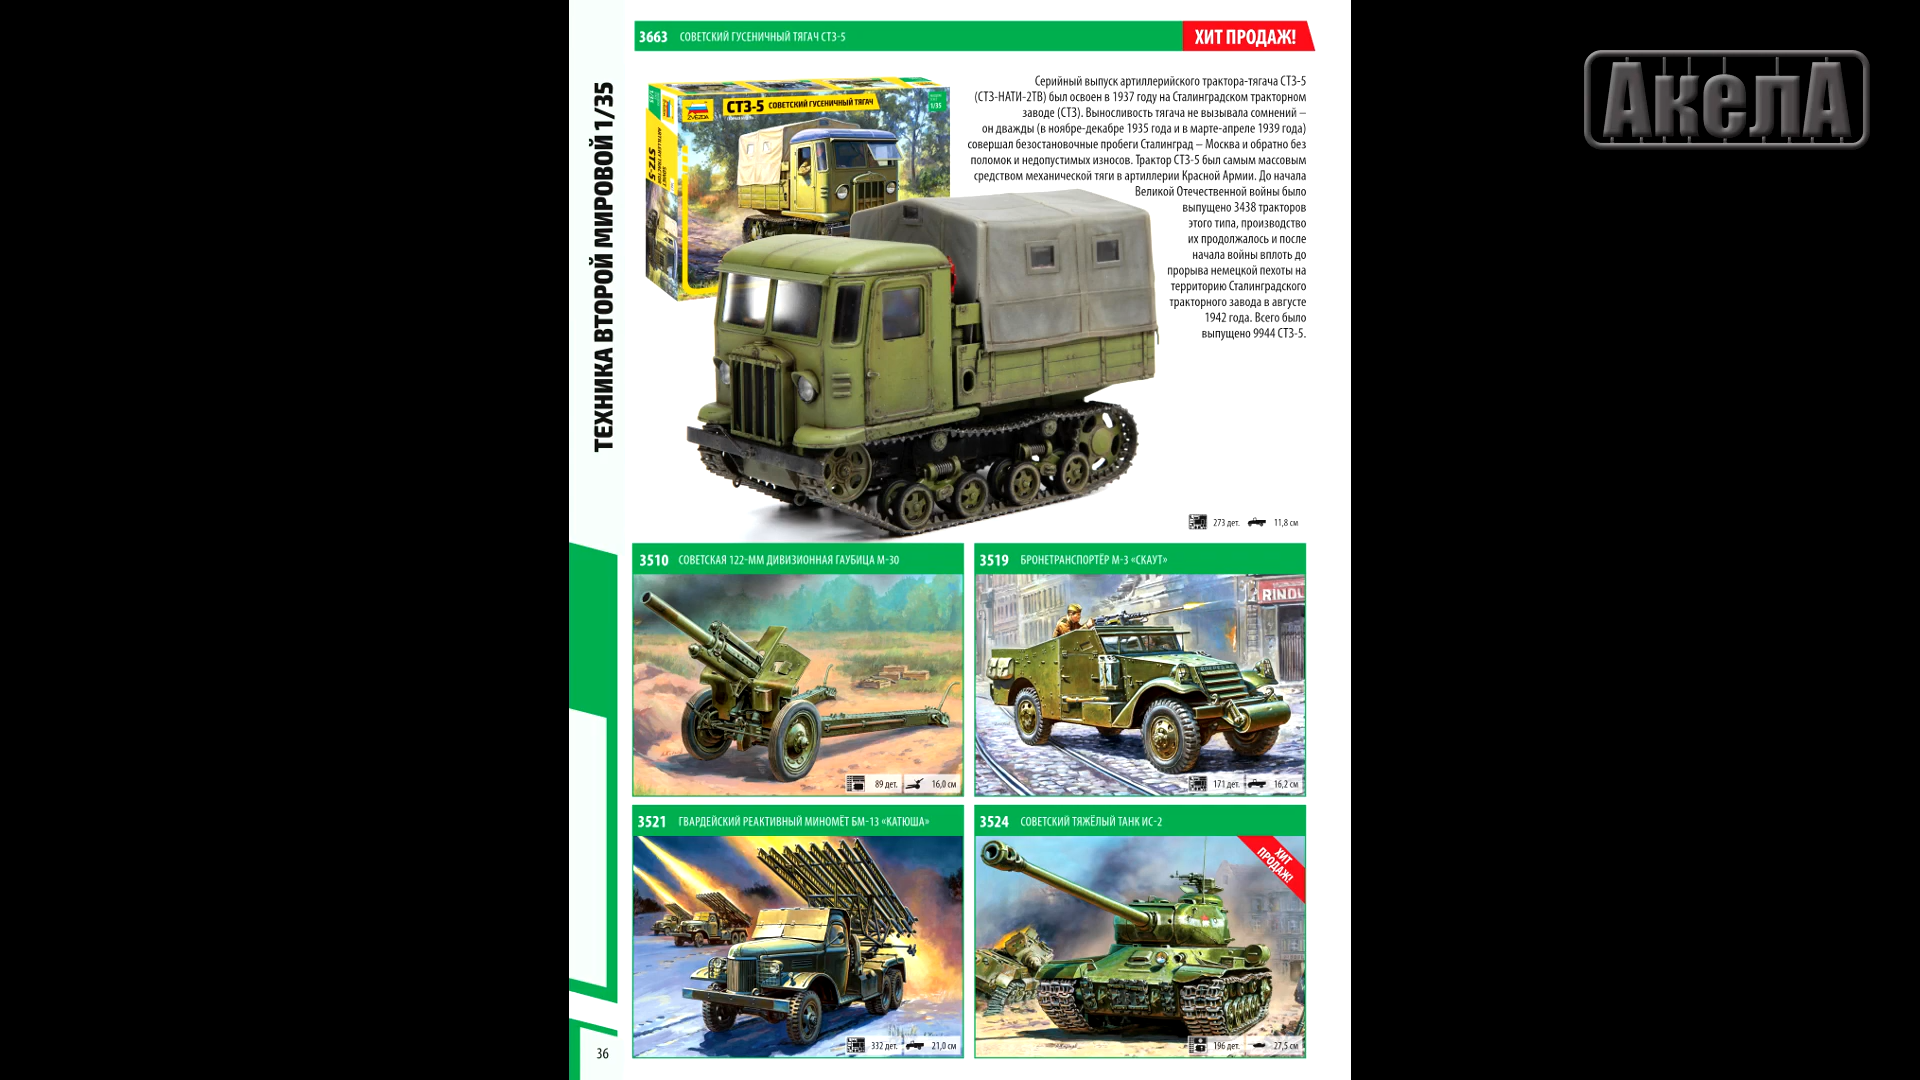 3663 СОВЕТСКИЙ ГУСЕНИЧНЫЙ ТЯГАЧ СТЗ-5
ХИТ ПРОДАЖ!
АкелА
ТЕХНИКА ВТОРОЙ МИРОВОЙ 1/35
ZVEZDA
СТЗ-5 СОВЕТСКИЙ ГУСЕНИЧНЫЙ ТЯГАЧ
1/35
STZ-5
Серийный выпуск артиллерийского трактора-тягача СТЗ-5
(СТЗ-НАТИ-2ТВ) был освоен в 1937 году на Сталинградском тракторном
заводе (СТЗ). Выносливость тягача не вызывала сомнений –
он дважды (в ноябре-декабре 1935 года и в марте-апреле 1939 года)
совершал безостановочные пробеги Сталинград – Москва и обратно без
поломок и недопустимых износов. Трактор СТЗ-5 был самым массовым
средством механической тяги в артиллерии Красной Армии. До начала
Великой Отечественной войны было
выпущено 3438 тракторов
этого типа, производство
их продолжалось и после
начала войны вплоть до
прорыва немецкой пехоты на
территорию Сталинградского
тракторного завода в августе
1942 года. Всего было
выпущено 9944 СТЗ-5.
273 дет. 11,8 см
3510 СОВЕТСКАЯ 122-ММ ДИВИЗИОННАЯ ГАУБИЦА М-30
89 дет. 16,0 см
3519 БРОНЕТРАНСПОРТЁР М-3 «СКАУТ»
RINDL
171 дет. 16,2 см
3521 ГВАРДЕЙСКИЙ РЕАКТИВНЫЙ МИНОМЁТ БМ-13 «КАТЮША»
332 дет. 21,0 см
3524 СОВЕТСКИЙ ТЯЖЁЛЫЙ ТАНК ИС-2
ХИТ
ПРОДАЖ!
196 дет. 27,5 см
36